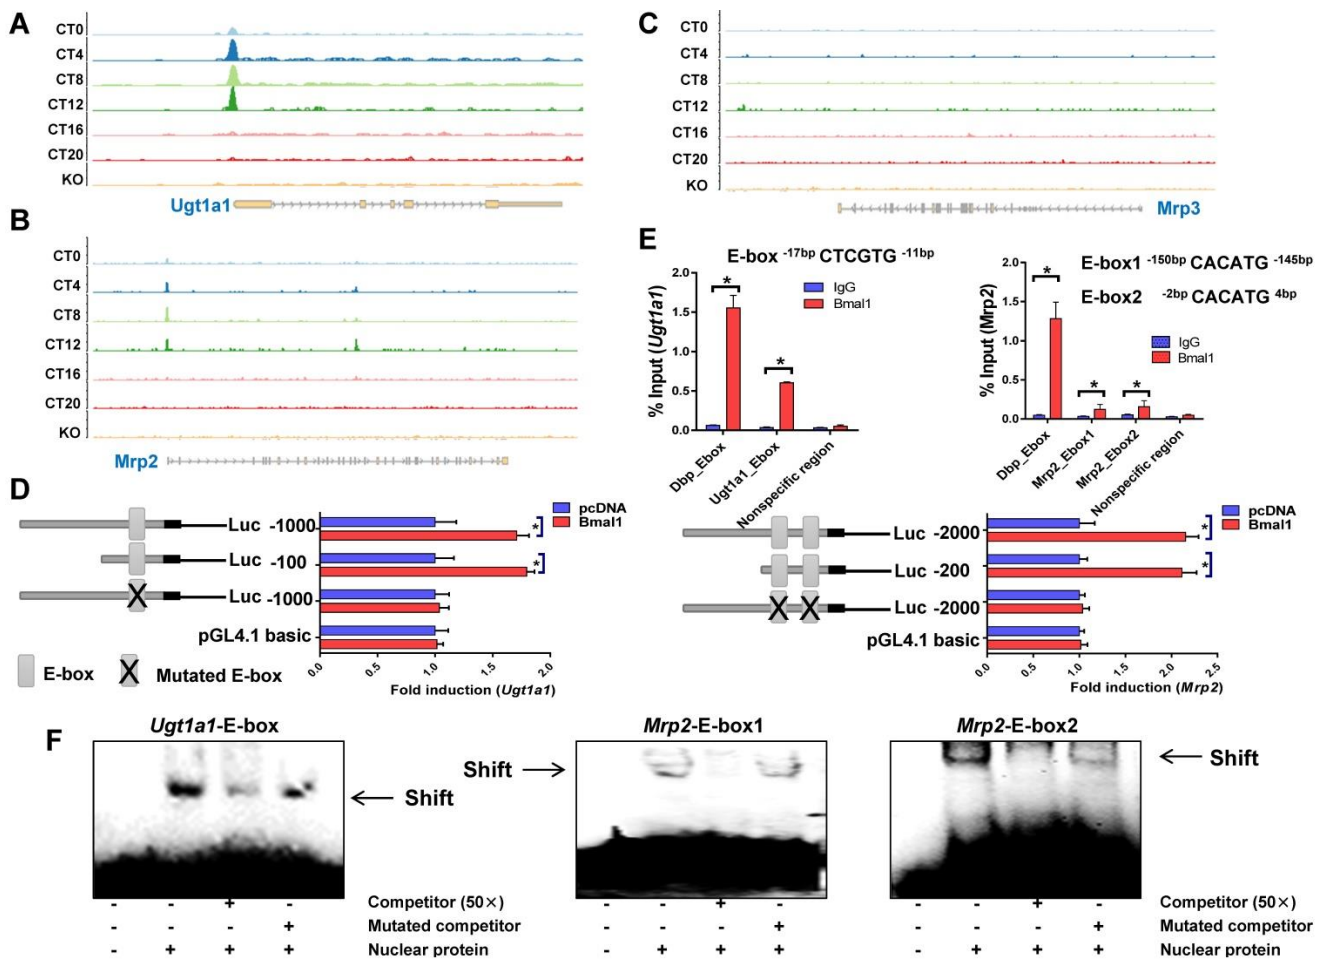 A
CT0
CT4
CT8
CT12
CT16
CT20
KO
Ugt1a1
B
CT0
CT4
CT8
CT12
CT16
CT20
KO
Mrp2
C
CT0
CT4
CT8
CT12
CT16
CT20
KO
Mrp3
E
E-box -17bp CTCGTG -11bp
% Input (Ugt1a1)
2.0
1.5
1.0
0.5
0.0
IgG
Bmal1
*
*
Dbp_Ebox
Ugt1a1_Ebox
Nonspecific region
E-box1 -150bp CACATG -145bp
E-box2 -2bp CACATG 4bp
% Input (Mrp2)
2.0
1.5
1.0
0.5
0.0
IgG
Bmal1
*
*
*
Dbp_Ebox
Mrp2_Ebox1
Mrp2_Ebox2
Nonspecific region
D
Luc -1000
Luc -100
Luc -1000
pGL4.1 basic
pcDNA
Bmal1
*
*
0.0
0.5
1.0
1.5
2.0
Fold induction (Ugt1a1)
E-box
X
Mutated E-box
X
Luc -2000
Luc -200
X X
Luc -2000
pGL4.1 basic
pcDNA
Bmal1
*
*
0.0
0.5
1.0
1.5
2.0
2.5
Fold induction (Mrp2)
F
Ugt1a1-E-box
Mrp2-E-box1
Mrp2-E-box2
Shift
Shift
Shift
- - + - Competitor (50×) - - + - - - + - Competitor (50×)
- - - + Mutated competitor - - - + - - - + Mutated competitor
- + + + Nuclear protein - + + + - + + + Nuclear protein